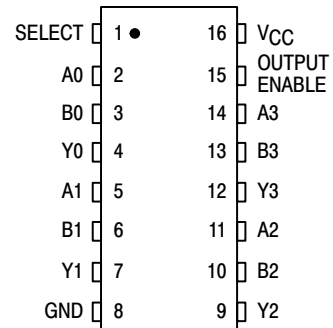 SELECT 1 16 VCC
A0 2 15 OUTPUT ENABLE
B0 3 14 A3
Y0 4 13 B3
A1 5 12 Y3
B1 6 11 A2
Y1 7 10 B2
GND 8 9 Y2